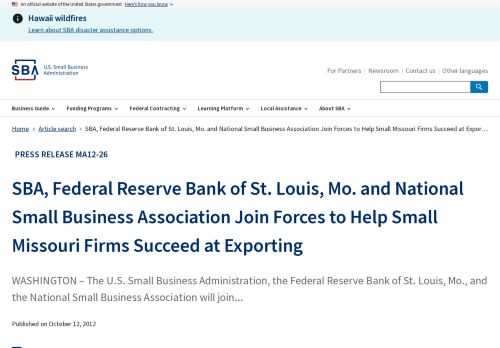 An official website of the United States government Here's how you know
Hawaii wildfires
Learn about SBA disaster assistance options.
SBA U.S. Small Business
Administration
For Partners Newsroom Contact us Other languages
Business Guide Funding Programs Federal Contracting Learning Platform Local Assistance About SBA
Home Article search SBA, Federal Reserve Bank of St. Louis, Mo. and National Small Business Association Join Forces to Help Small Missouri Firms Succeed at Expor…
PRESS RELEASE MA12-26
SBA, Federal Reserve Bank of St. Louis, Mo. and National
Small Business Association Join Forces to Help Small
Missouri Firms Succeed at Exporting
WASHINGTON – The U.S. Small Business Administration, the Federal Reserve Bank of St. Louis, Mo., and
the National Small Business Association will join...
Published on October 12, 2012